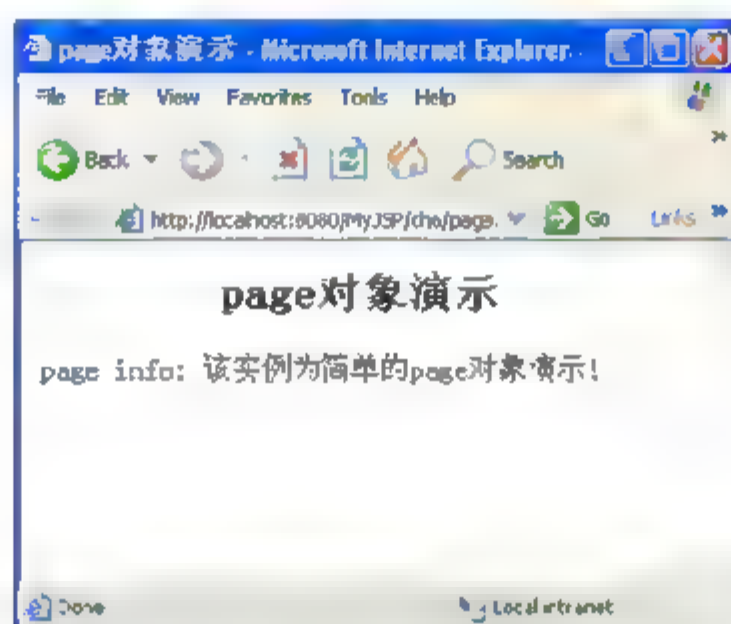 page对象演示 - Microsoft Internet Explorer
File Edit View Favorites Tools Help
Back Search
http://localhost:8080/MyJSP/cho/page. Go Links
page对象演示
page info: 该实例为简单的page对象演示!
Done Local intranet